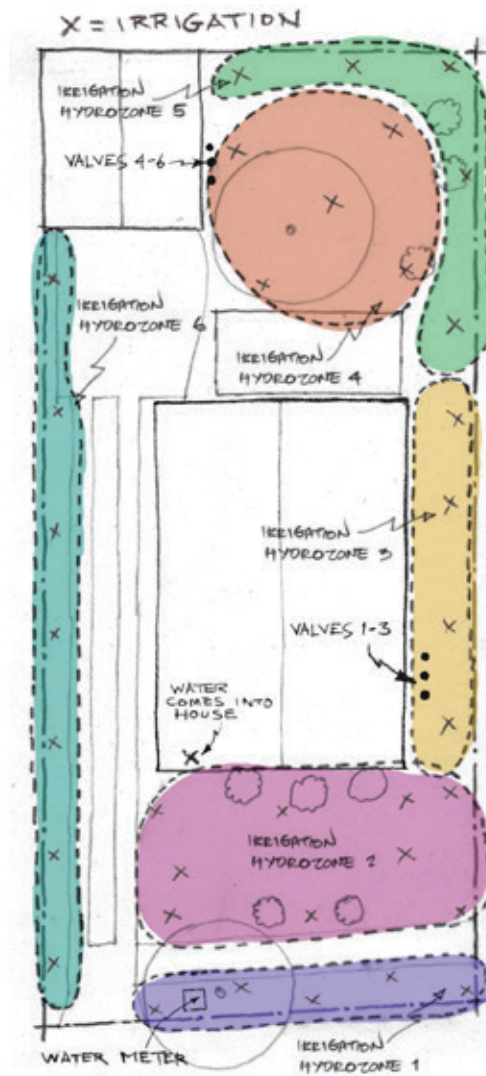 X = IRRIGATION
IRRIGATION
HYDROZONE 5
VALVES 4-6
IRRIGATION
HYDROZONE 6
IRRIGATION
HYDROZONE 4
IRRIGATION
HYDROZONE 3
VALVES 1-3
WATER
COMES INTO
HOUSE
IRRIGATION
HYDROZONE 2
WATER METER
IRRIGATION
HYDROZONE 1